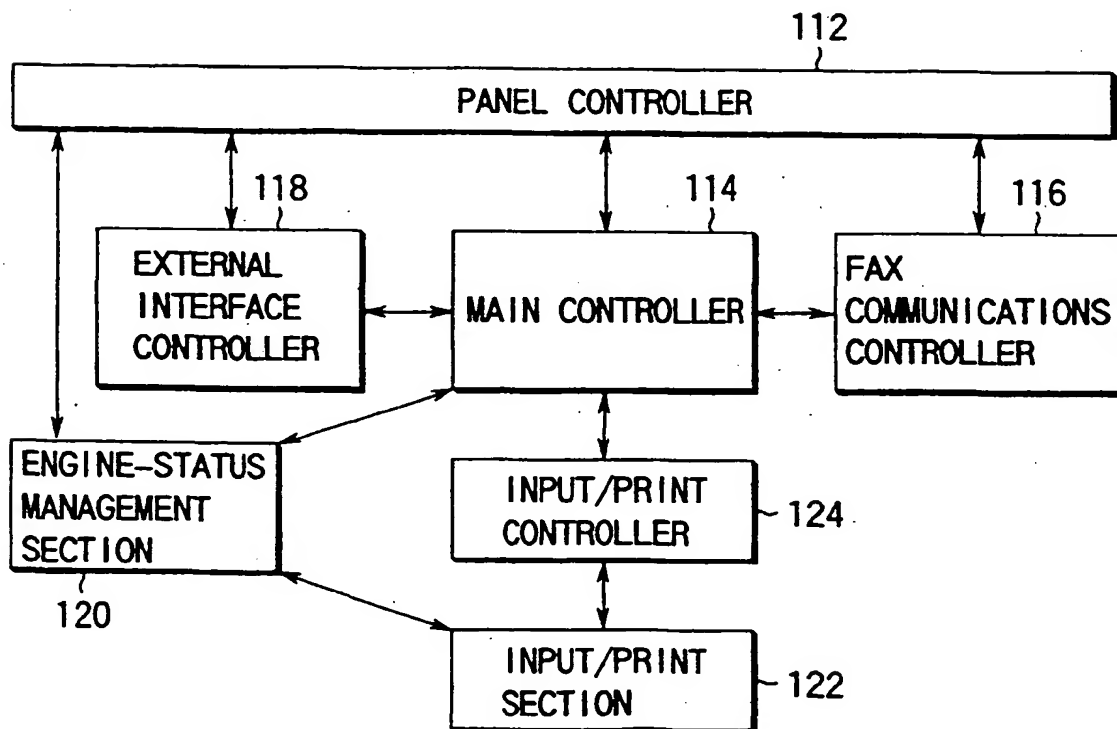 112
PANEL CONTROLLER
118
114
116
EXTERNAL
INTERFACE
CONTROLLER
MAIN CONTROLLER
FAX
COMMUNICATIONS
CONTROLLER
ENGINE-STATUS
MANAGEMENT
SECTION
120
INPUT/PRINT
CONTROLLER
124
INPUT/PRINT
SECTION
122